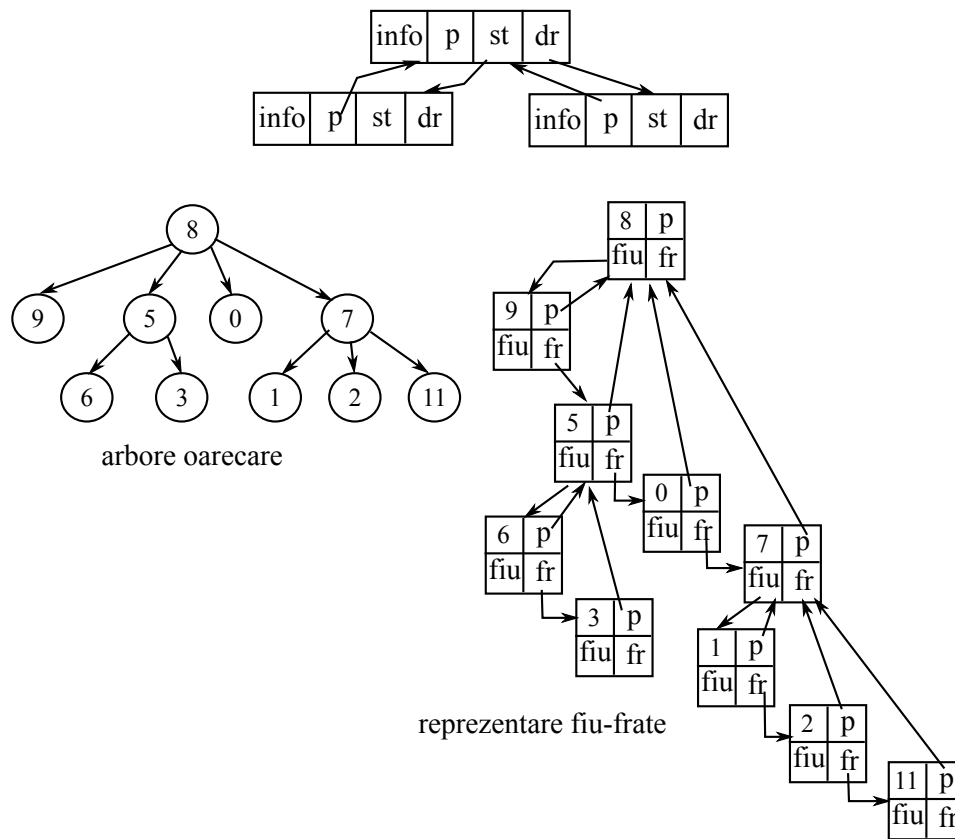 info p st dr
info p st dr
info p st dr
8
9 5 0 7
6 3 1 2 11
arbore oarecare
8 p
fiu fr
9 p
fiu fr
5 p
fiu fr
0 p
fiu fr
6 p
fiu fr
7 p
fiu fr
3 p
fiu fr
1 p
fiu fr
2 p
fiu fr
11 p
fiu fr
reprezentare fiu-frate